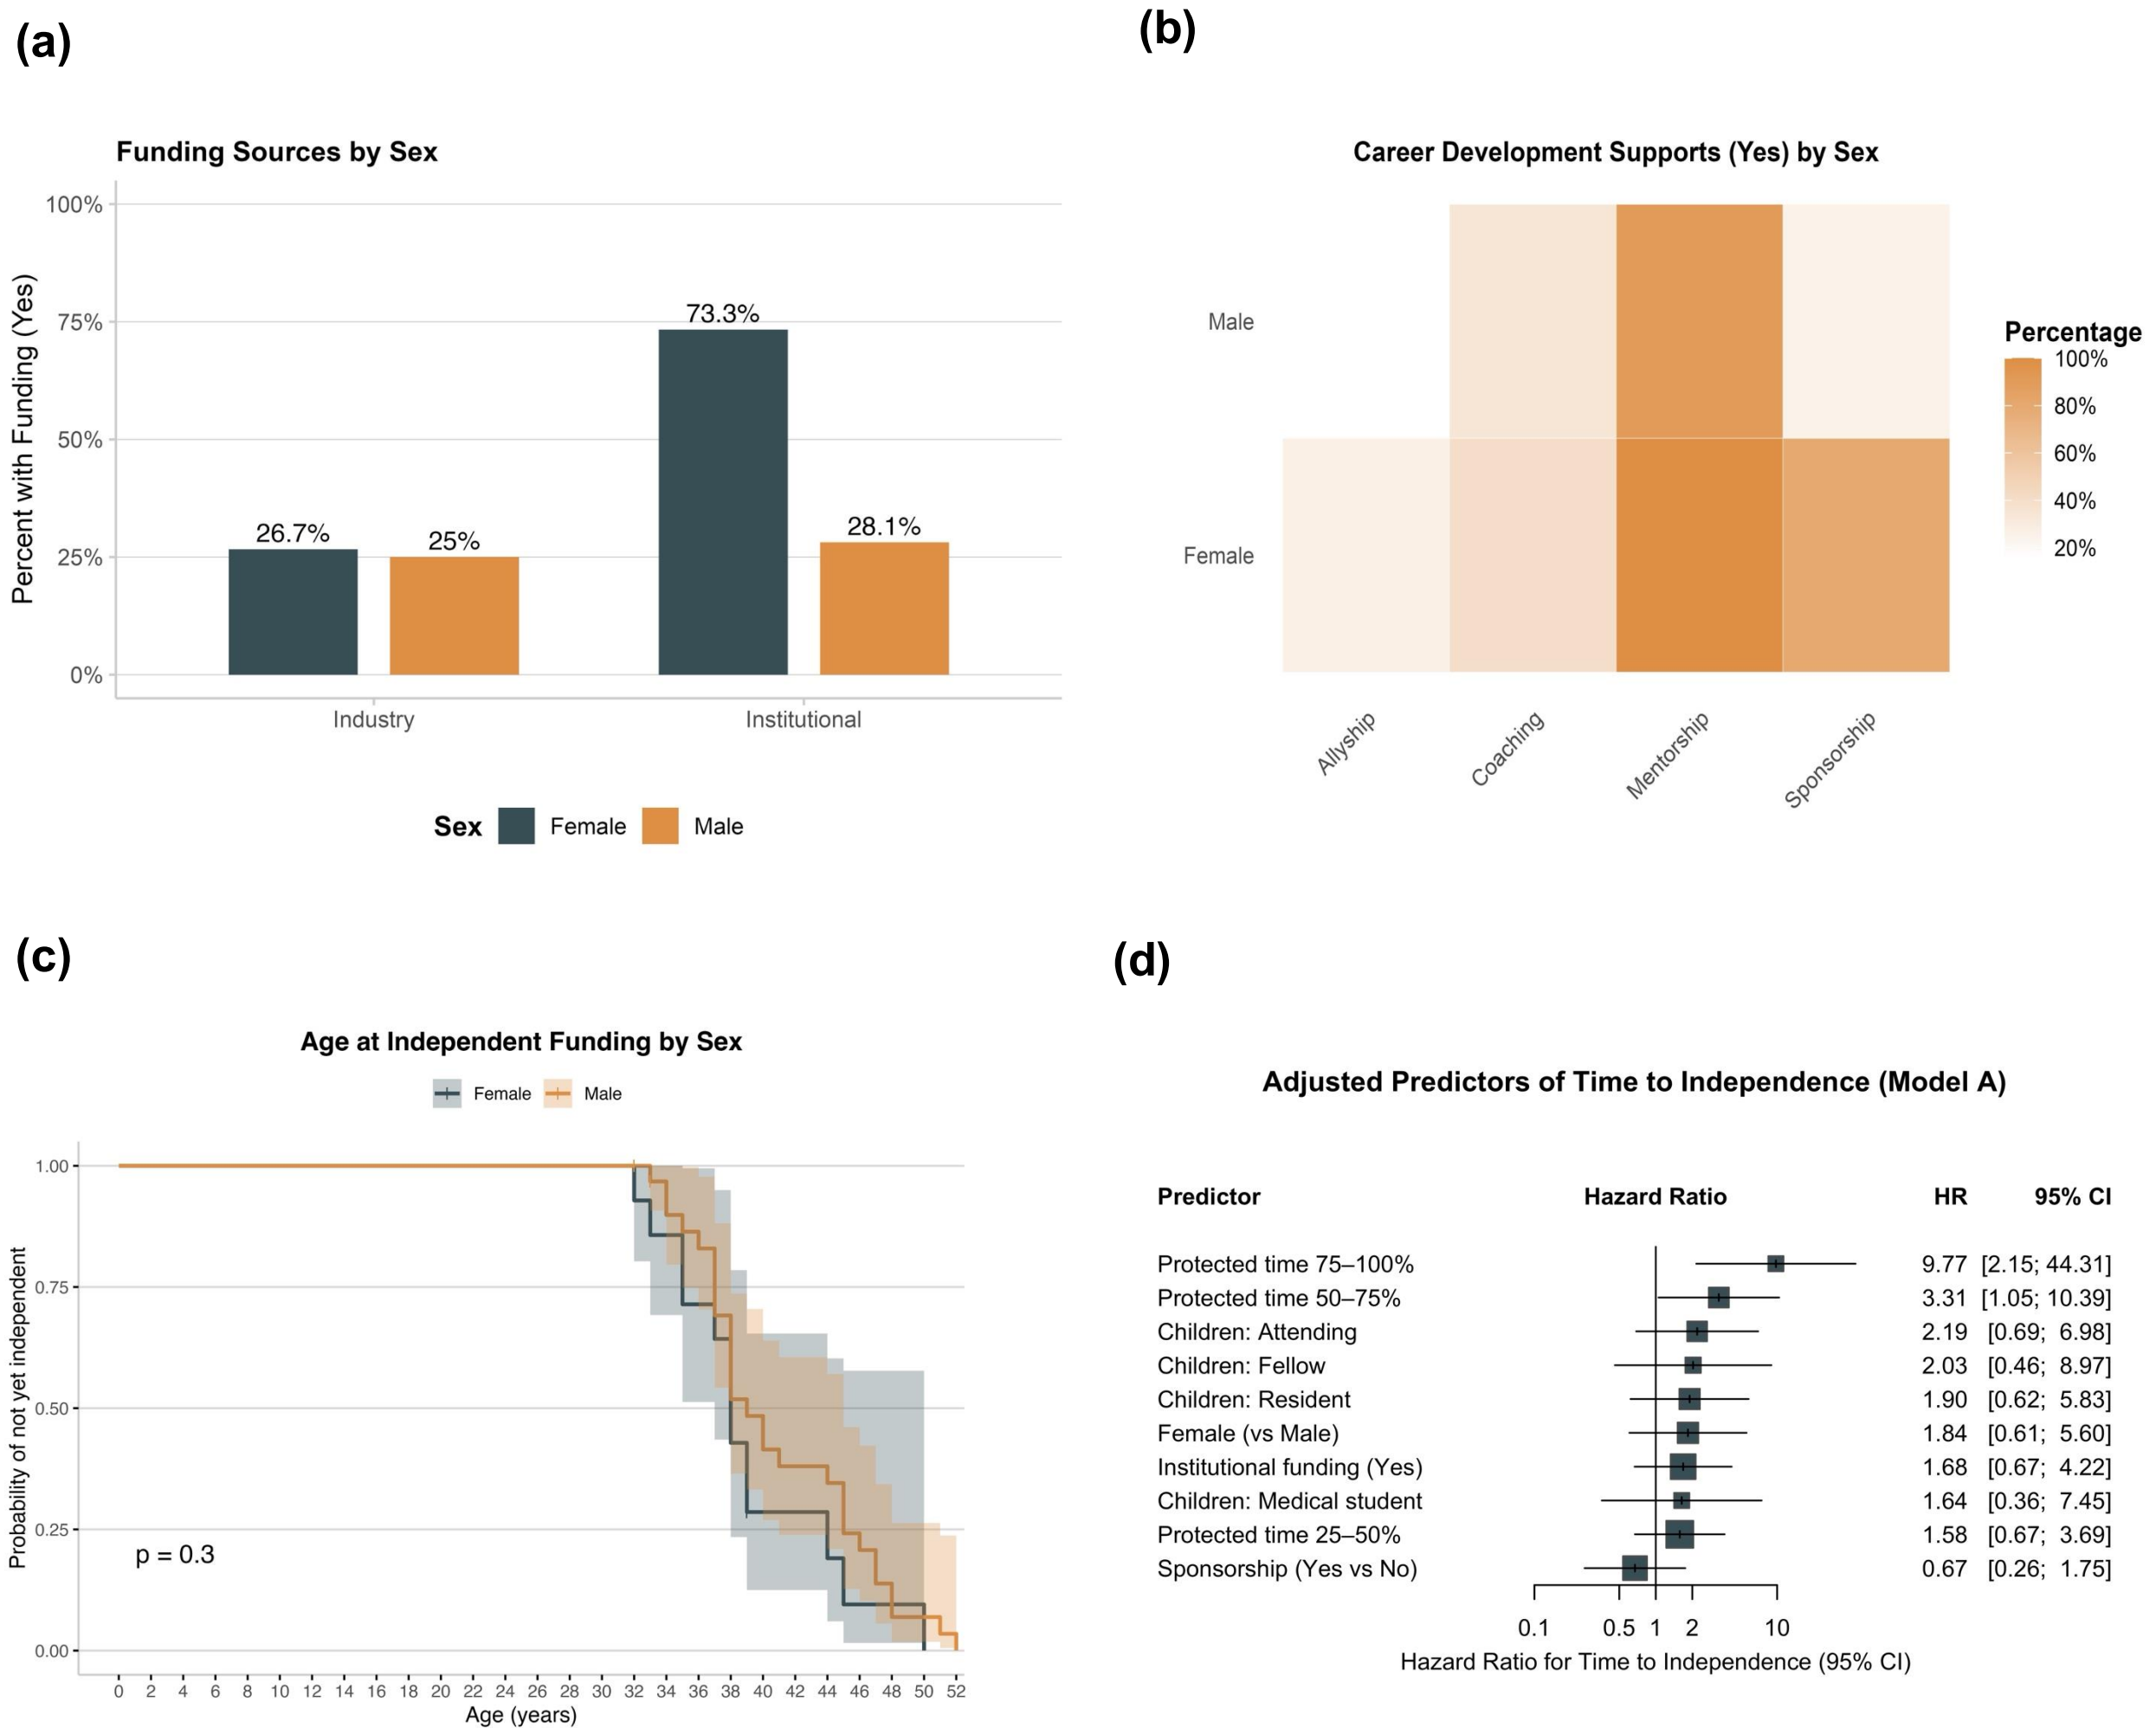 (a)
Funding Sources by Sex
Percent with Funding (Yes)
100%
75%
50%
25%
0%
26.7%
25%
73.3%
28.1%
Industry
Institutional
Sex
Female
Male
(b)
Career Development Supports (Yes) by Sex
Male
Female
Allyship
Coaching
Mentorship
Sponsorship
Percentage
100%
80%
60%
40%
20%
(c)
Age at Independent Funding by Sex
Female
Male
Probability of not yet independent
1.00
0.75
0.50
0.25
0.00
p = 0.3
0 2 4 6 8 10 12 14 16 18 20 22 24 26 28 30 32 34 36 38 40 42 44 46 48 50 52
Age (years)
(d)
Adjusted Predictors of Time to Independence (Model A)
Predictor Hazard Ratio HR 95% CI
Protected time 75–100% 9.77 [2.15; 44.31]
Protected time 50–75% 3.31 [1.05; 10.39]
Children: Attending 2.19 [0.69; 6.98]
Children: Fellow 2.03 [0.46; 8.97]
Children: Resident 1.90 [0.62; 5.83]
Female (vs Male) 1.84 [0.61; 5.60]
Institutional funding (Yes) 1.68 [0.67; 4.22]
Children: Medical student 1.64 [0.36; 7.45]
Protected time 25–50% 1.58 [0.67; 3.69]
Sponsorship (Yes vs No) 0.67 [0.26; 1.75]
0.1 0.5 1 2 10
Hazard Ratio for Time to Independence (95% CI)